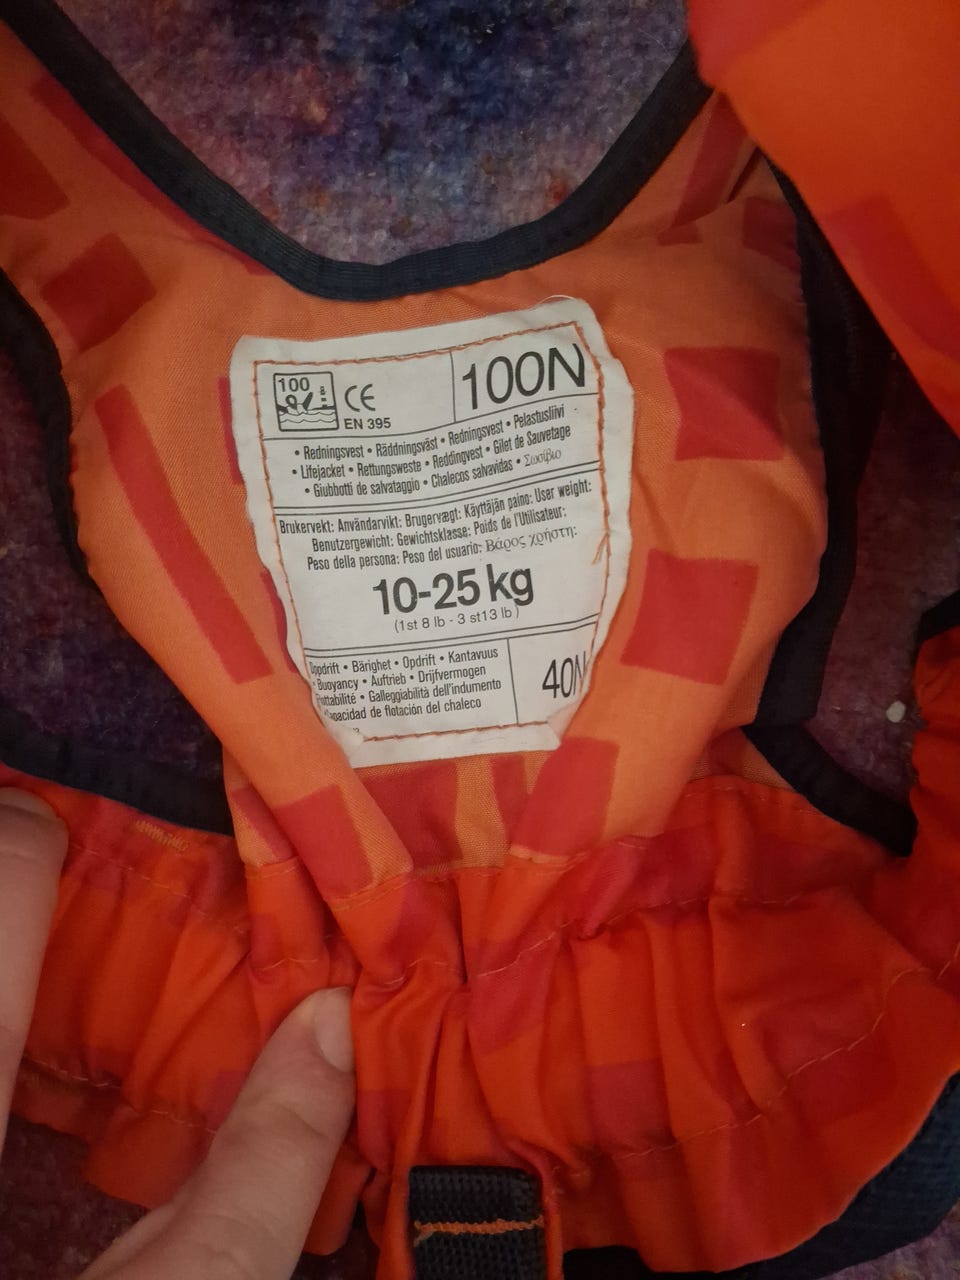 100
CE
EN 395
100N
• Redningsvest • Räddningsväst • Redningsvest • Pelastusliivi
• Lifejacket • Rettungsweste • Reddingvest • Gilet de Sauvetage
• Giubbotti de salvataggio • Chalecos salvavidas • Σωσίβιο
Brukervekt: Användarvikt: Brugervægt: Käyttäjän paino: User weight:
Benutzergewicht: Gewichtsklasse: Poids de l'Utilisateur:
Peso della persona: Peso del usuario: Βάρος χρήστη:
10-25 kg
(1st 8 lb - 3 st13 lb)
Opdrift • Bärighet • Opdrift • Kantavuus
• Buoyancy • Auftrieb • Drijfvermogen
Flottabilité • Galleggiabilità dell'indumento
Capacidad de flotación del chaleco
40N